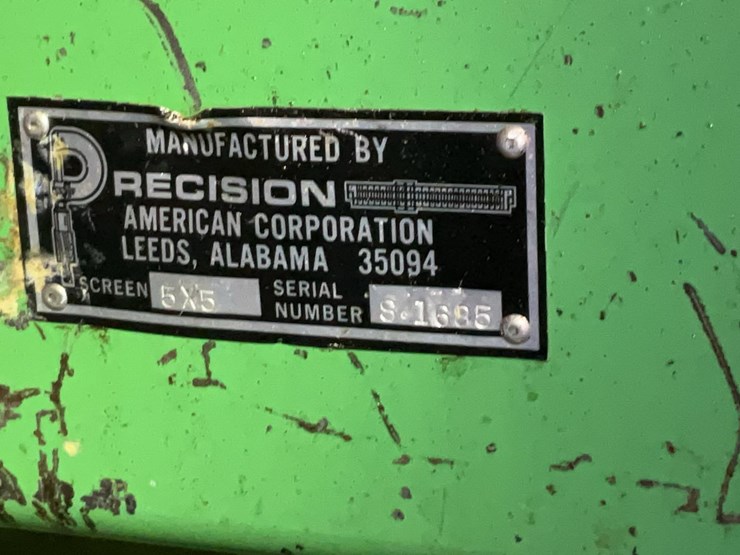 MANUFACTURED BY
PRECISION
AMERICAN CORPORATION
LEEDS, ALABAMA 35094
SCREEN 5X5 SERIAL NUMBER S-1685